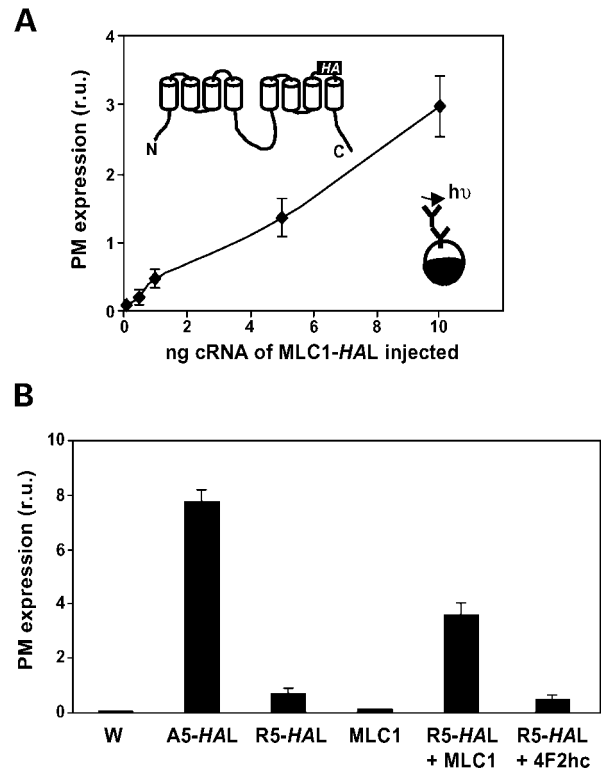 A
PM expression (r.u.)
4
3
2
1
0
HA
N
C
hυ
0 2 4 6 8 10
ng cRNA of MLC1-HAL injected
B
PM expression (r.u.)
10
8
6
4
2
0
W A5-HAL R5-HAL MLC1 R5-HAL R5-HAL
+ MLC1 + 4F2hc